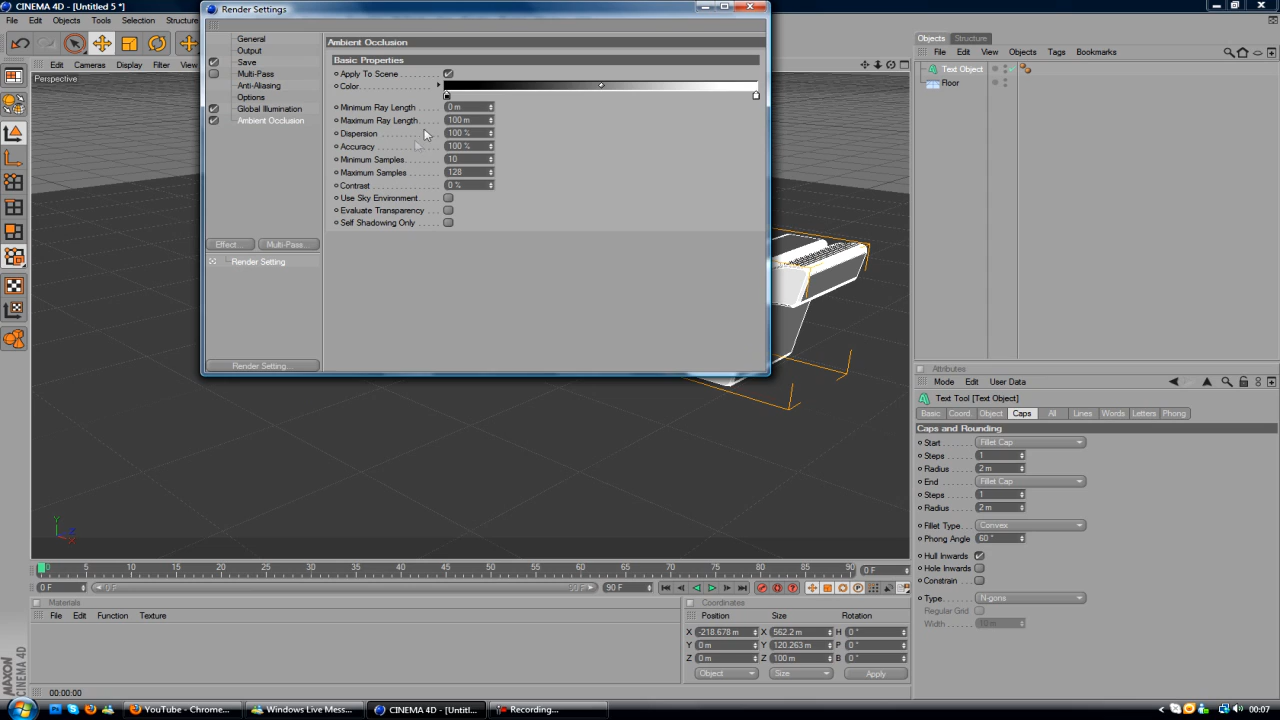 CINEMA 4D - [Untitled 5 *]
File Edit Objects Tools Selection Structure
Edit Cameras Display Filter View
Perspective
Render Settings
General
Output
Save
Multi-Pass
Anti-Aliasing
Options
Global Illumination
Ambient Occlusion
Effect... Multi-Pass...
Render Setting
Render Setting...
Ambient Occlusion
Basic Properties
Apply To Scene
Color
Minimum Ray Length 0 m
Maximum Ray Length 100 m
Dispersion 100 %
Accuracy 100 %
Minimum Samples 10
Maximum Samples 128
Contrast 0 %
Use Sky Environment
Evaluate Transparency
Self Shadowing Only
Objects Structure
File Edit View Objects Tags Bookmarks
Text Object
Floor
Attributes
Mode Edit User Data
Text Tool [Text Object]
Basic Coord. Object Caps All Lines Words Letters Phong
Caps and Rounding
Start Fillet Cap
Steps 1
Radius 2 m
End Fillet Cap
Steps 1
Radius 2 m
Fillet Type Convex
Phong Angle 60 °
Hull Inwards
Hole Inwards
Constrain
Type N-gons
Regular Grid
Width 10 m
Y
Z
X
0 5 10 15 20 25 30 35 40 45 50 55 60 65 70 75 80 85 90 0 F
0 F 0 F 90 F 90 F
Materials
File Edit Function Texture
Coordinates
Position Size Rotation
X -218.678 m X 562.2 m H 0 °
Y 0 m Y 120.263 m P 0 °
Z 0 m Z 100 m B 0 °
Object Size Apply
MAXON CINEMA 4D
00:00:00
YouTube - Chrome... Windows Live Mess... CINEMA 4D - [Untitl... Recording... 00:07